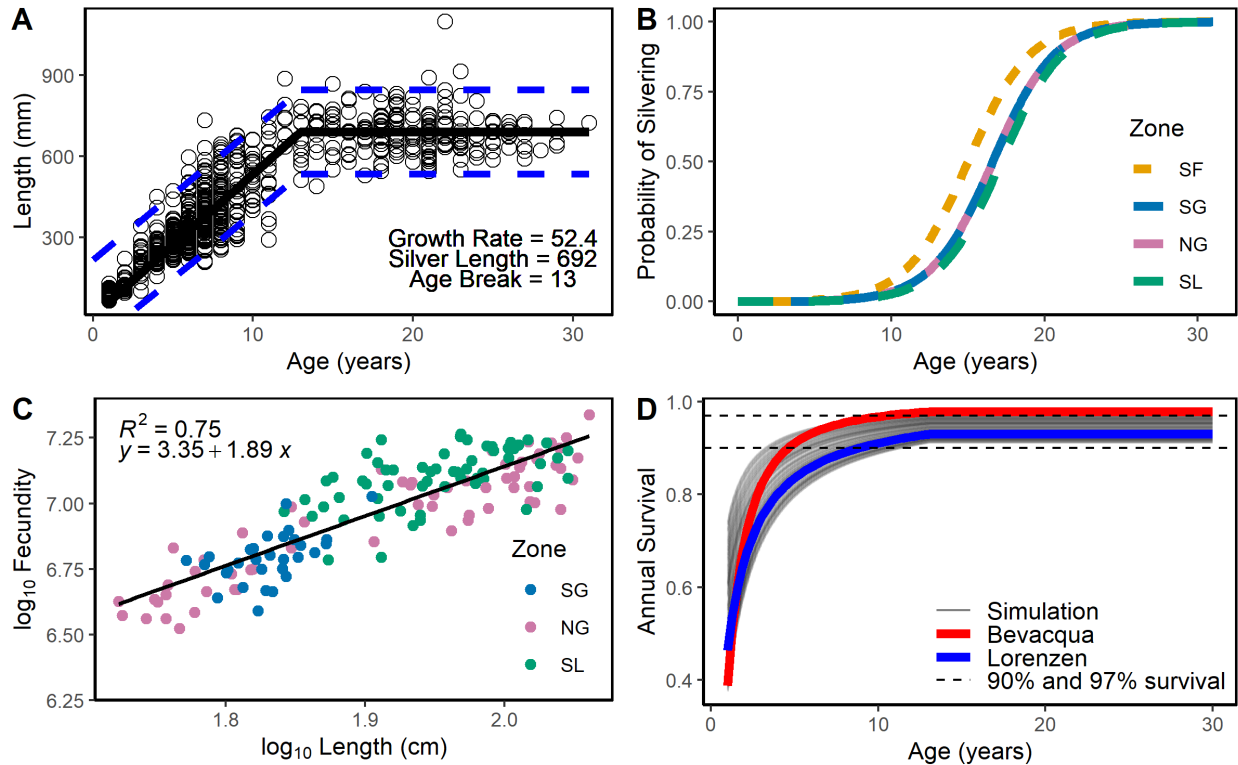 A
Length (mm)
900
600
300
Growth Rate = 52.4
Silver Length = 692
Age Break = 13
0
10
20
30
Age (years)
B
Probability of Silvering
1.00
0.75
0.50
0.25
0.00
Zone
SF
SG
NG
SL
0
10
20
30
Age (years)
C
log₁₀ Fecundity
R² = 0.75
y = 3.35 + 1.89 x
7.25
7.00
6.75
6.50
6.25
Zone
SG
NG
SL
1.8
1.9
2.0
log₁₀ Length (cm)
D
Annual Survival
1.0
0.8
0.6
0.4
Simulation
Bevacqua
Lorenzen
90% and 97% survival
0
10
20
30
Age (years)